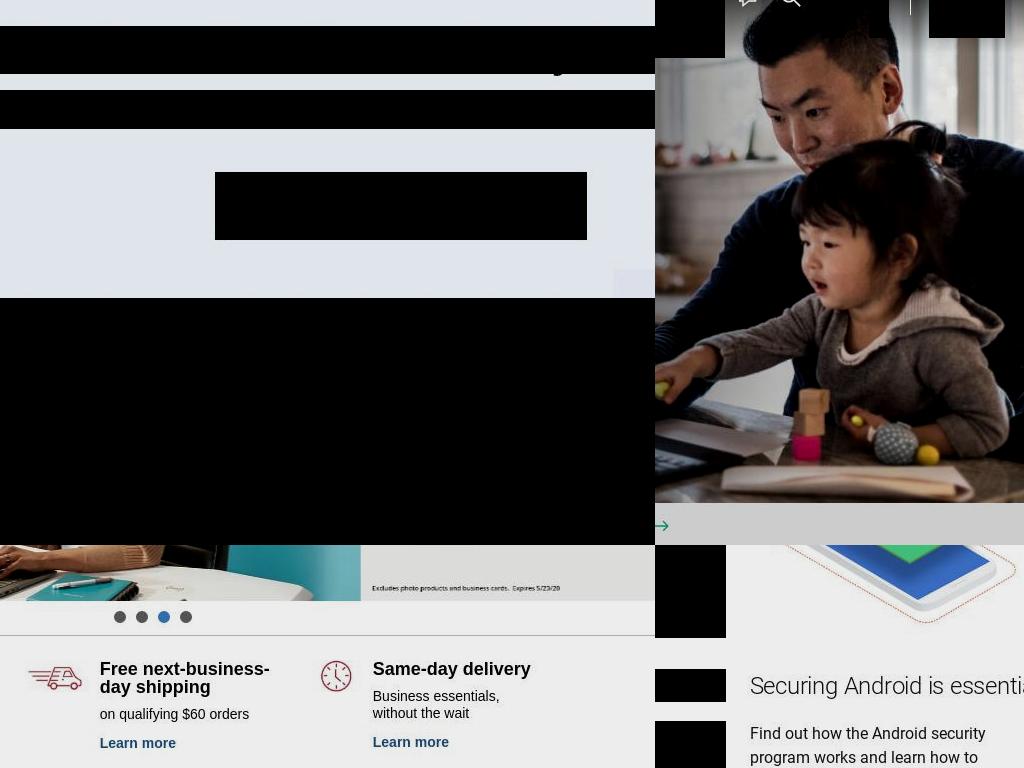 Excludes photo products and business cards. Expires 5/23/20
Free next-business-
day shipping
on qualifying $60 orders
Learn more
Same-day delivery
Business essentials,
without the wait
Learn more
Securing Android is
Find out how the Android security
program works and learn how to